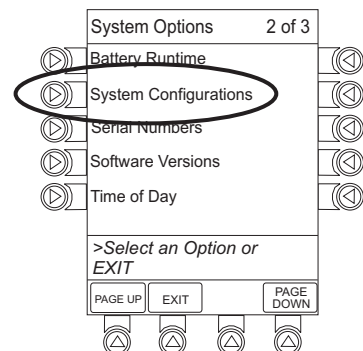 System Options 2 of 3
Battery Runtime
System Configurations
Serial Numbers
Software Versions
Time of Day
>Select an Option or
EXIT
PAGE UP EXIT PAGE
DOWN